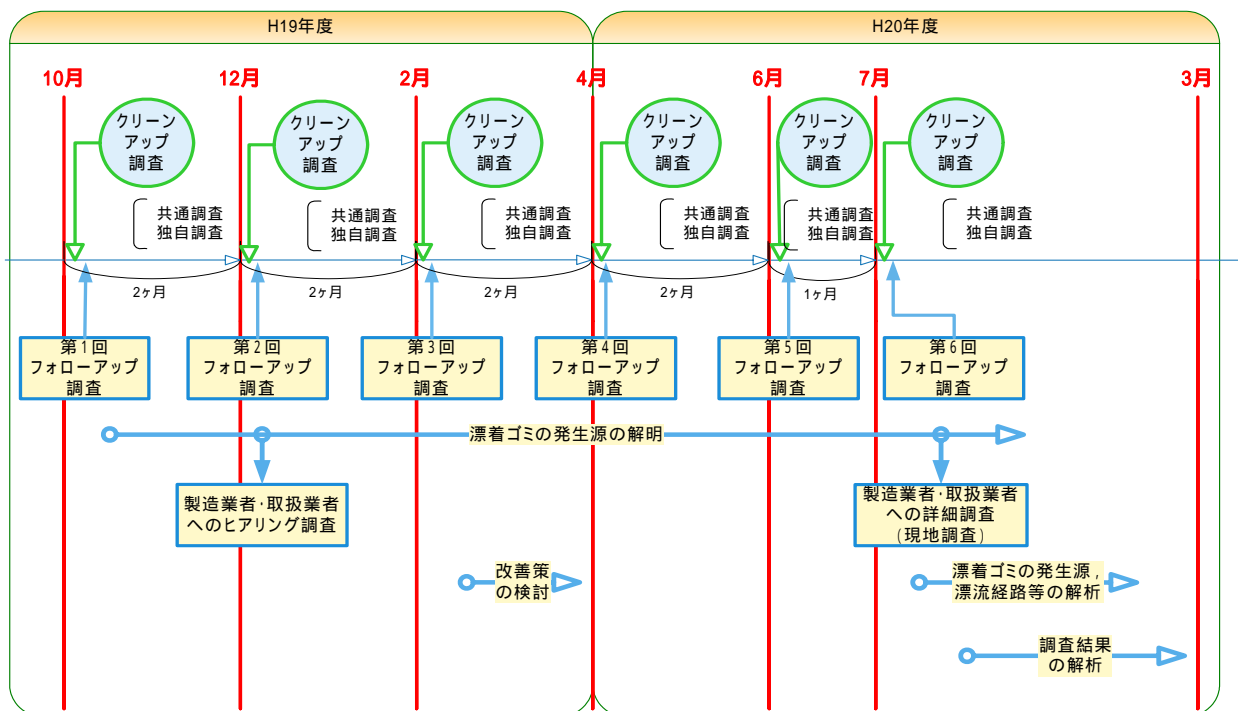 H19年度
H20年度
10月
12月
2月
4月
6月
7月
3月
クリーン
アップ
調査
クリーン
アップ
調査
クリーン
アップ
調査
クリーン
アップ
調査
クリーン
アップ
調査
クリーン
アップ
調査
共通調査
独自調査
共通調査
独自調査
共通調査
独自調査
共通調査
独自調査
共通調査
独自調査
共通調査
独自調査
2ヶ月
2ヶ月
2ヶ月
2ヶ月
1ヶ月
第1回
フォローアップ
調査
第2回
フォローアップ
調査
第3回
フォローアップ
調査
第4回
フォローアップ
調査
第5回
フォローアップ
調査
第6回
フォローアップ
調査
漂着ゴミの発生源の解明
製造業者・取扱業者
へのヒアリング調査
製造業者・取扱業者
への詳細調査
(現地調査)
改善策
の検討
漂着ゴミの発生源，
漂流経路等の解析
調査結果
の解析